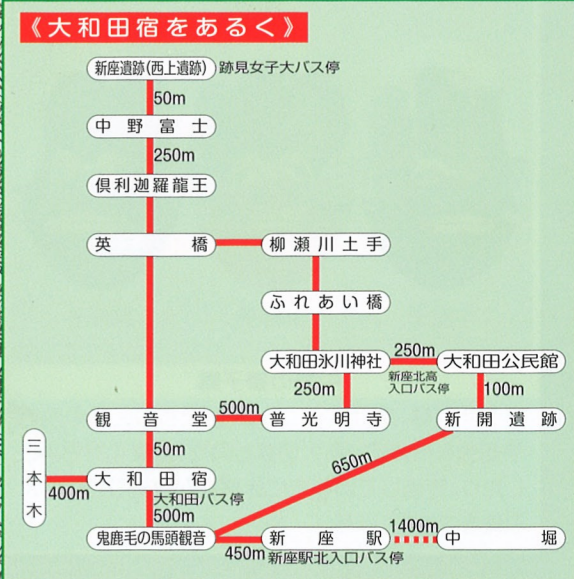 《大和田宿をあるく》
新座遺跡(西上遺跡) 跡見女子大バス停
50m
中野富士
250m
倶利迦羅龍王
英橋
柳瀬川土手
ふれあい橋
大和田氷川神社
250m
大和田公民館
新座北高
入口バス停
250m
100m
観音堂
500m
普光明寺
新開遺跡
50m
650m
三本木
400m
大和田宿
大和田バス停
500m
鬼鹿毛の馬頭観音
450m
新座駅
新座駅北入口バス停
1400m
中堀